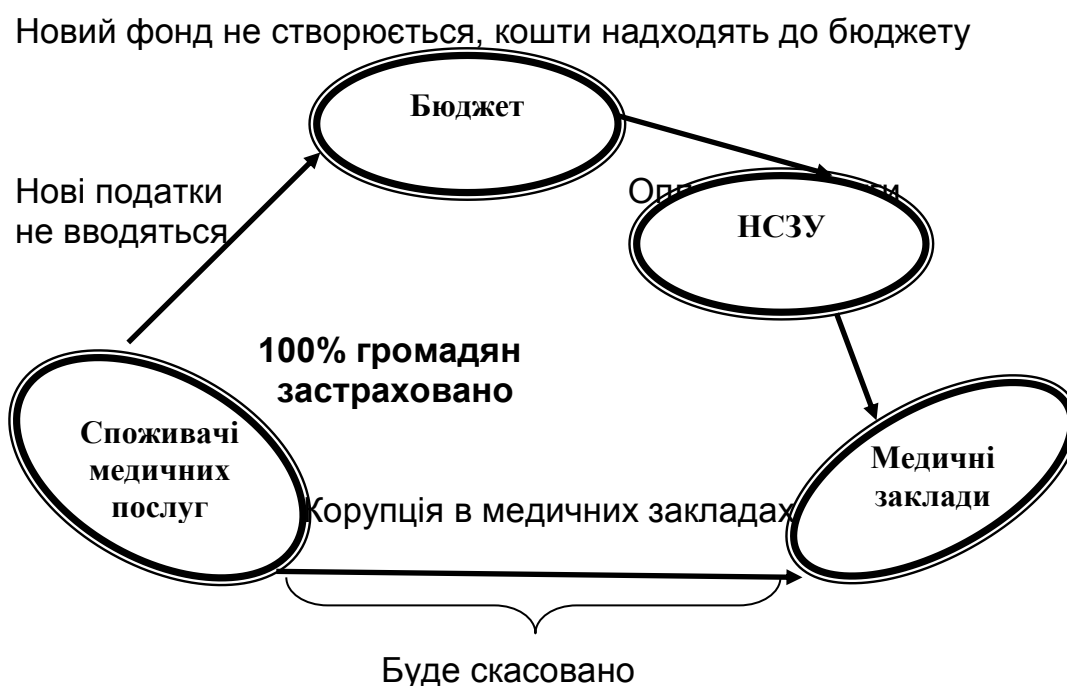 Новий фонд не створюється, кошти надходять до бюджету
Бюджет
Нові податки
не вводяться
НСЗУ
100% громадян
застраховано
Споживачі
медичних
послуг
Медичні
заклади
Корупція в медичних закладах
Буде скасовано